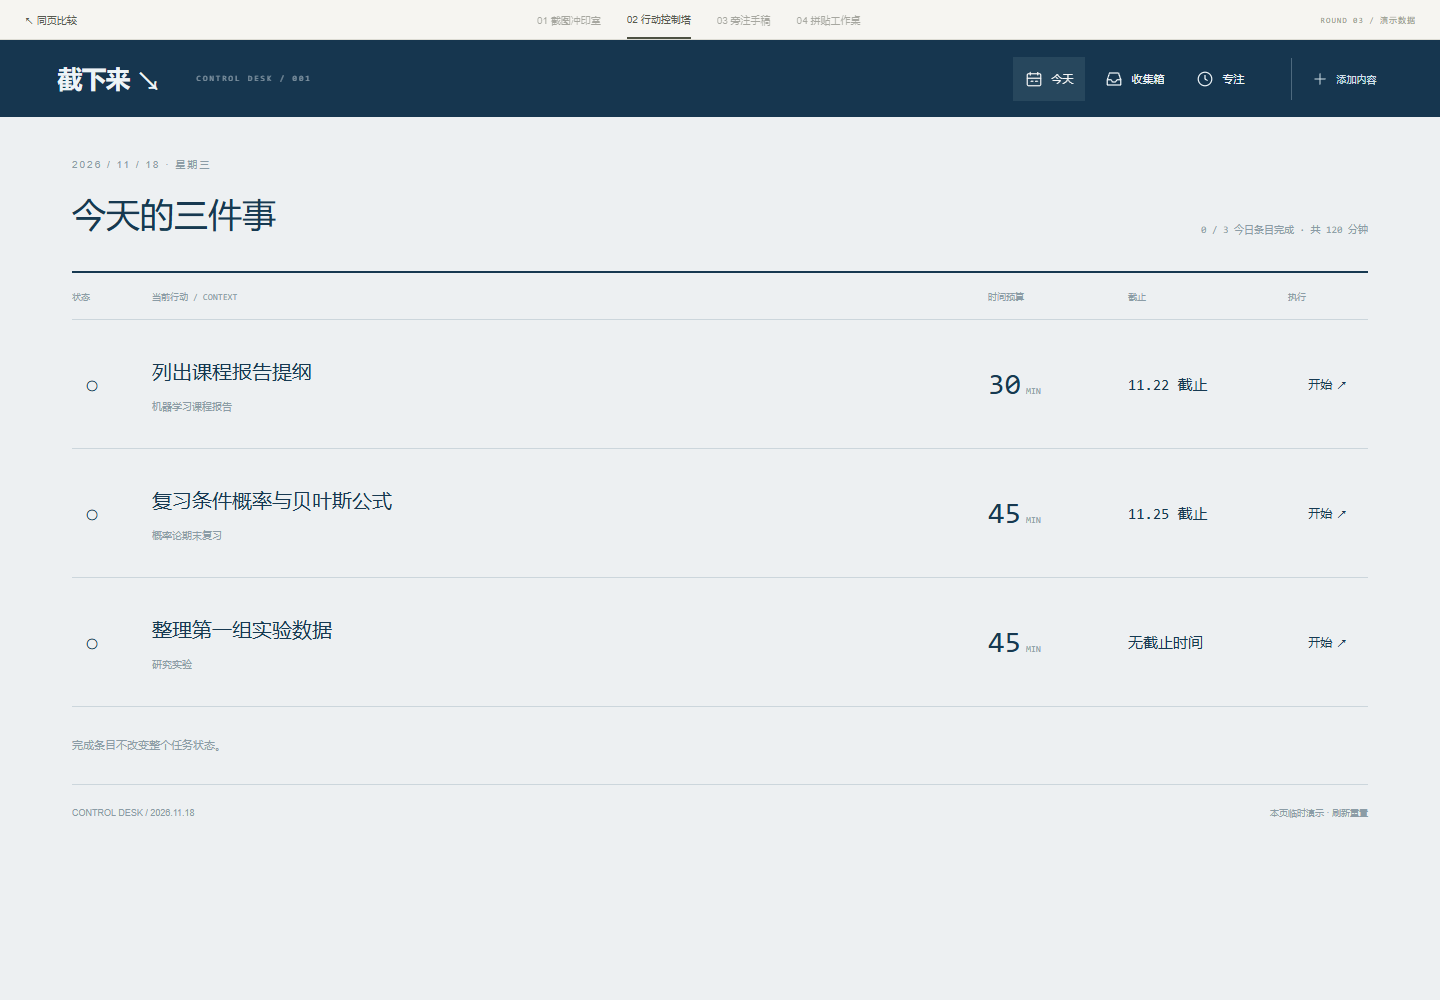 ↖ 同页比较
01 截图冲印室
02 行动控制塔
03 旁注手稿
04 拼贴工作桌
ROUND 03 / 演示数据
截下来 ↘
CONTROL DESK / 001
今天
收集箱
专注
+ 添加内容
2026 / 11 / 18 · 星期三
今天的三件事
0 / 3 今日条目完成 · 共 120 分钟
状态
当前行动 / CONTEXT
时间预算
截止
执行
列出课程报告提纲
机器学习课程报告
30 MIN
11.22 截止
开始 ↗
复习条件概率与贝叶斯公式
概率论期末复习
45 MIN
11.25 截止
开始 ↗
整理第一组实验数据
研究实验
45 MIN
无截止时间
开始 ↗
完成条目不改变整个任务状态。
CONTROL DESK / 2026.11.18
本页临时演示 · 刷新重置